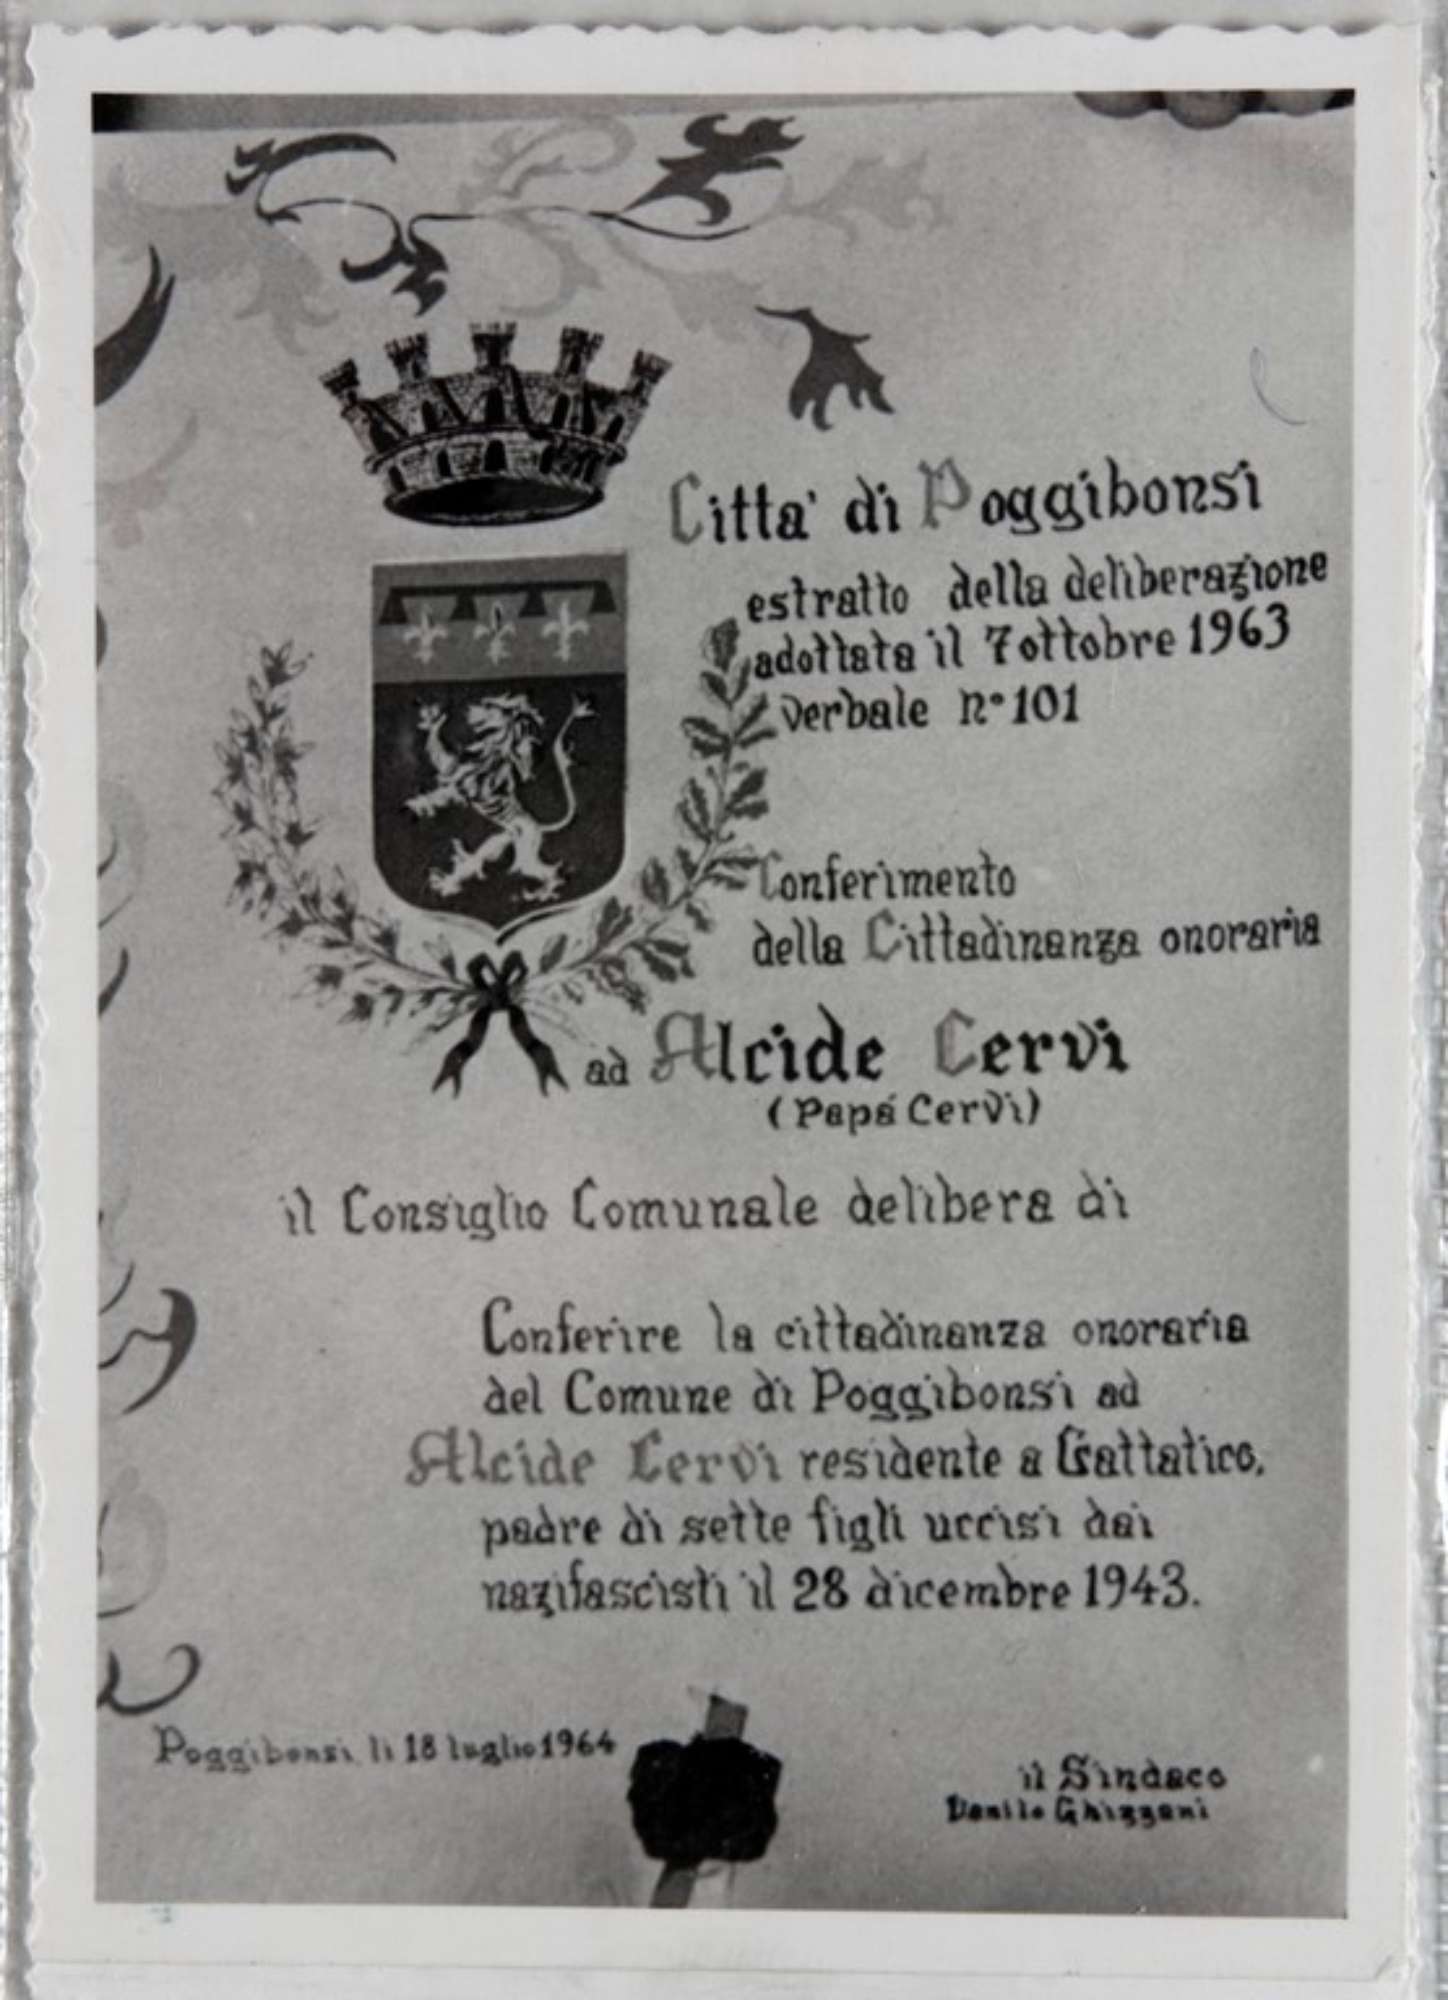 Citta' di Poggibonsi
estratto della deliberazione
adottata il 7 ottobre 1963
verbale n° 101
Conferimento
della Cittadinanza onoraria
ad Alcide Cervi
(Papá Cervi)
il Consiglio Comunale delibera di
Conferire la cittadinanza onoraria
del Comune di Poggibonsi ad
Alcide Cervi residente a Gattatico,
padre di sette figli uccisi dai
nazifascisti il 28 dicembre 1943.
Poggibonsi, li 18 luglio 1964
il Sindaco
Danilo Ghizzani